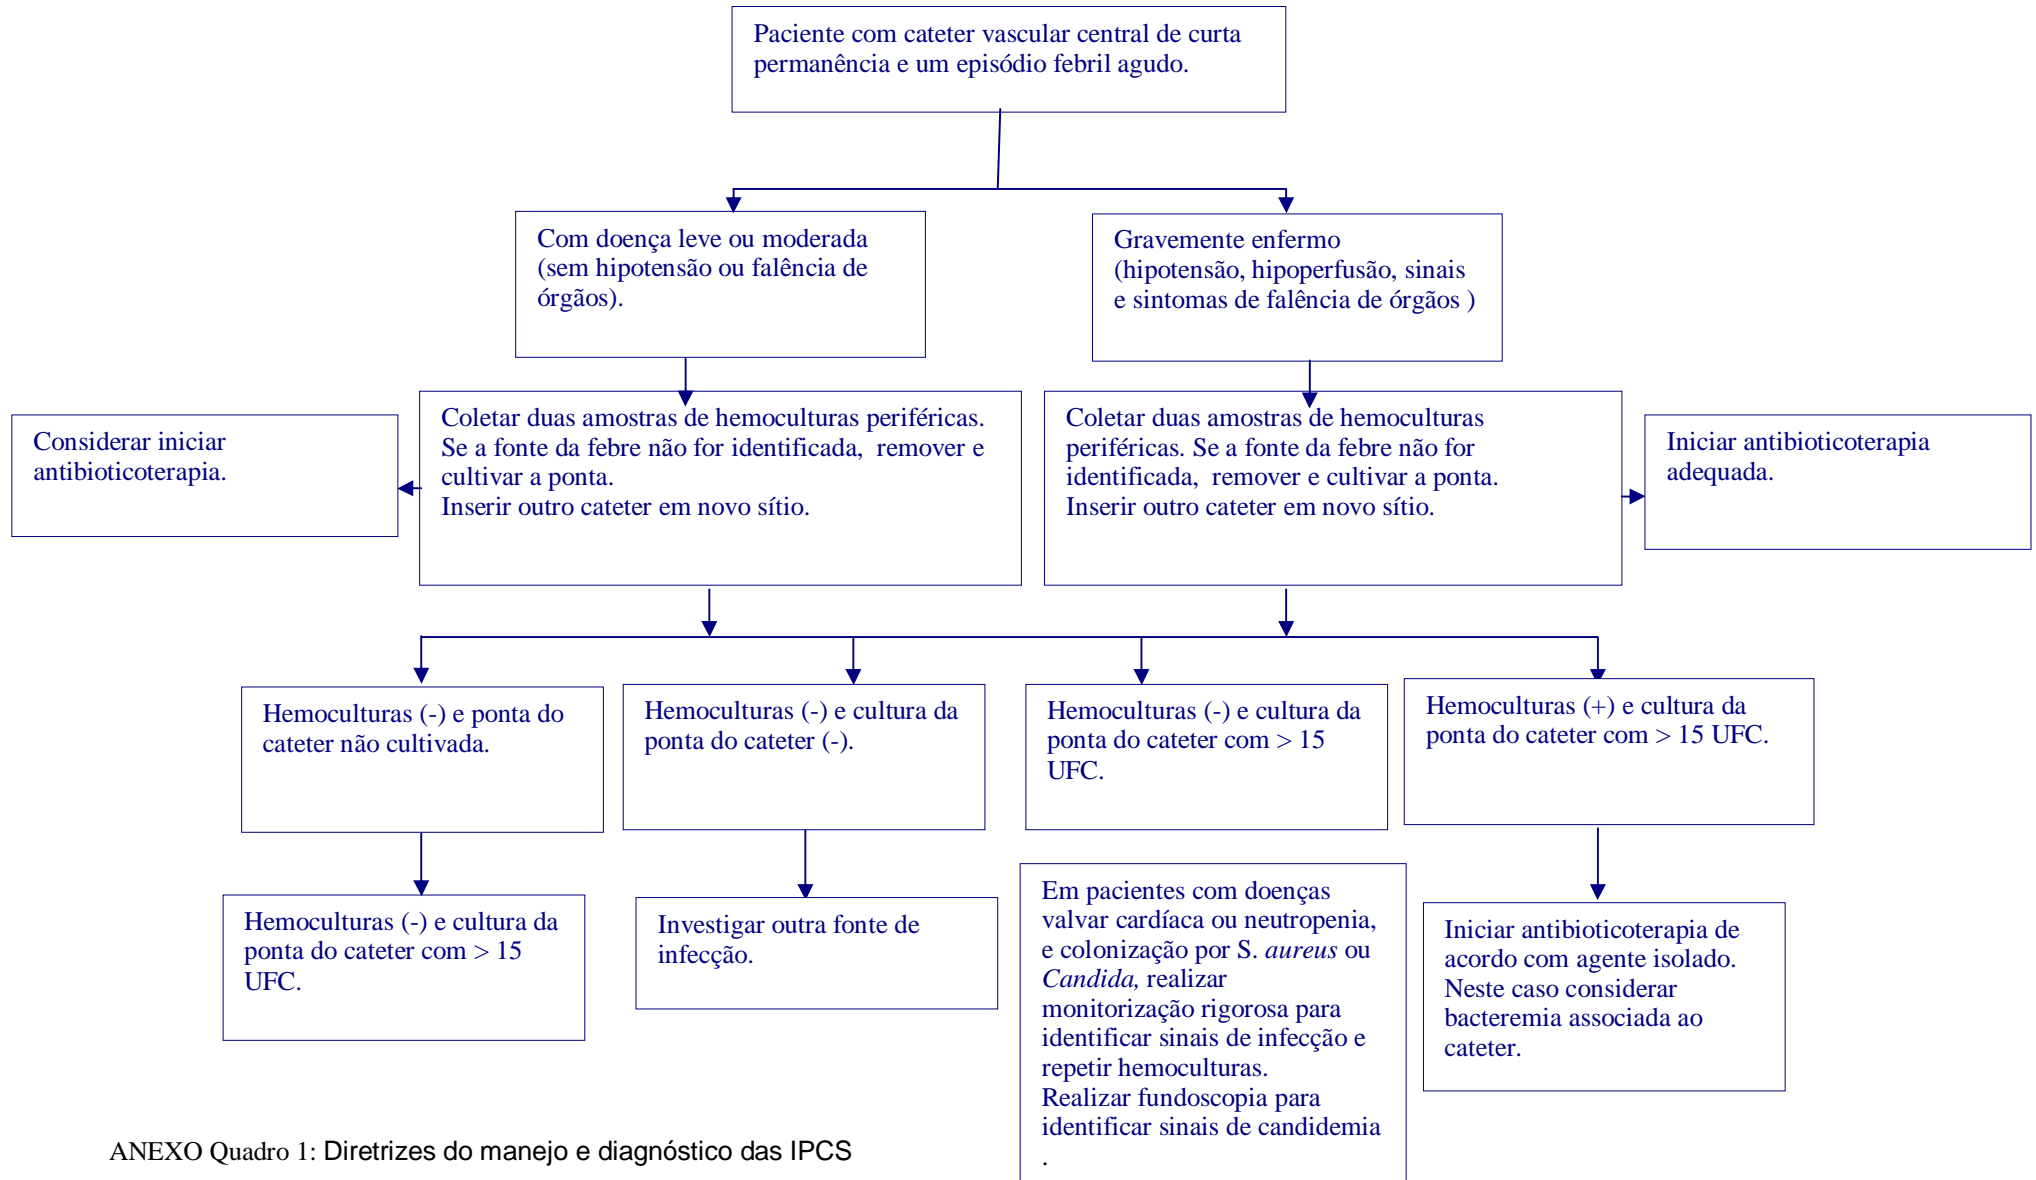 Paciente com cateter vascular central de curta
permanência e um episódio febril agudo.
Com doença leve ou moderada
(sem hipotensão ou falência de
órgãos).
Gravemente enfermo
(hipotensão, hipoperfusão, sinais
e sintomas de falência de órgãos )
Considerar iniciar
antibioticoterapia.
Coletar duas amostras de hemoculturas periféricas.
Se a fonte da febre não for identificada,  remover e
cultivar a ponta.
Inserir outro cateter em novo sítio.
Coletar duas amostras de hemoculturas
periféricas. Se a fonte da febre não for
identificada,  remover e cultivar a ponta.
Inserir outro cateter em novo sítio.
Iniciar antibioticoterapia
adequada.
Hemoculturas (-) e ponta do
cateter não cultivada.
Hemoculturas (-) e cultura da
ponta do cateter (-).
Hemoculturas (-) e cultura da
ponta do cateter com > 15
UFC.
Hemoculturas (+) e cultura da
ponta do cateter com > 15 UFC.
Hemoculturas (-) e cultura da
ponta do cateter com > 15
UFC.
Investigar outra fonte de
infecção.
Em pacientes com doenças
valvar cardíaca ou neutropenia,
e colonização por S. aureus ou
Candida, realizar
monitorização rigorosa para
identificar sinais de infecção e
repetir hemoculturas.
Realizar fundoscopia para
identificar sinais de candidemia
.
Iniciar antibioticoterapia de
acordo com agente isolado.
Neste caso considerar
bacteremia associada ao
cateter.
ANEXO Quadro 1: Diretrizes do manejo e diagnóstico das IPCS